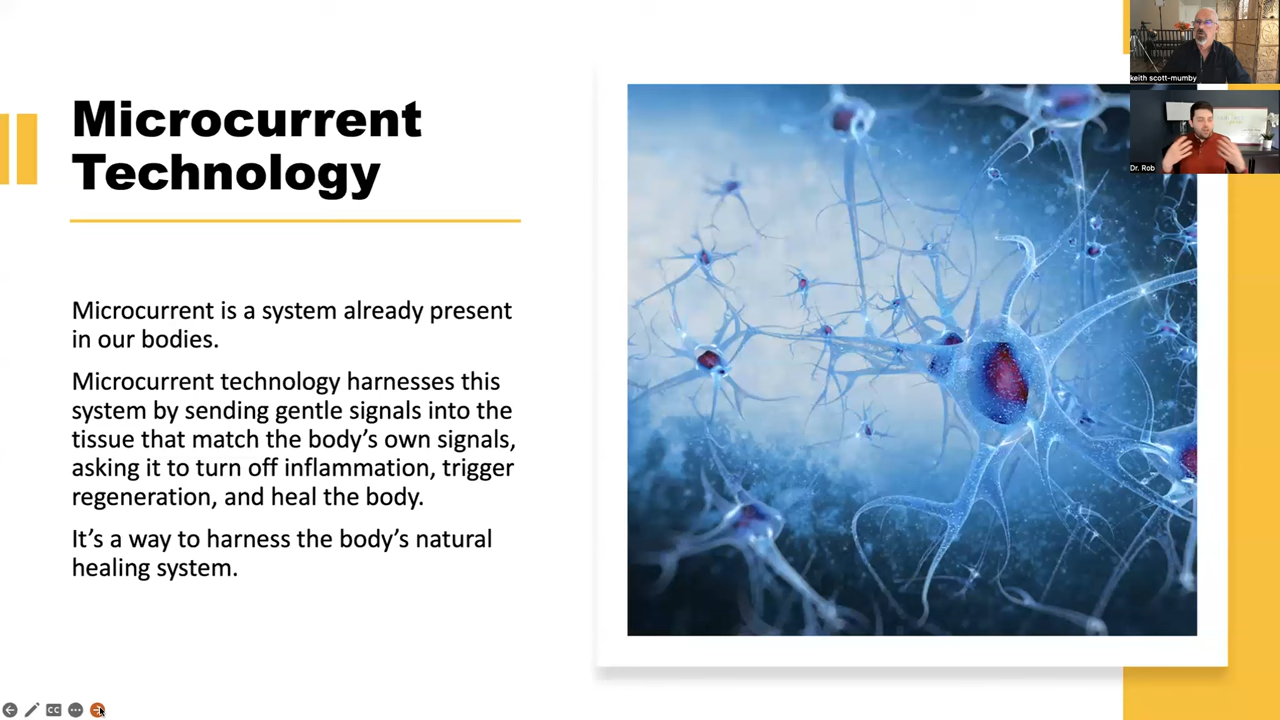 Microcurrent
Technology
Microcurrent is a system already present
in our bodies.
Microcurrent technology harnesses this
system by sending gentle signals into the
tissue that match the body’s own signals,
asking it to turn off inflammation, trigger
regeneration, and heal the body.
It’s a way to harness the body’s natural
healing system.
keith scott-mumby
Dr. Rob
CC